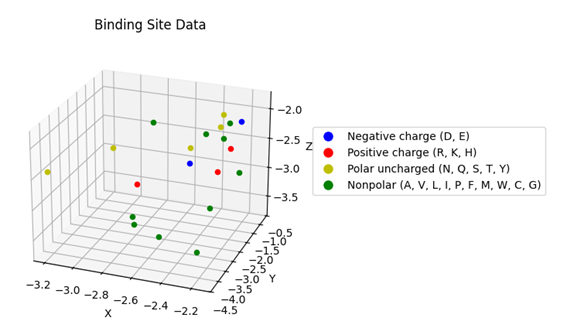 Binding Site Data
−2.0
−2.5
−3.0
−3.5
Z
Negative charge (D, E)
Positive charge (R, K, H)
Polar uncharged (N, Q, S, T, Y)
Nonpolar (A, V, L, I, P, F, M, W, C, G)
−0.5
−1.0
−1.5
−2.0
−2.5
−3.0
−3.5
−4.0
−4.5
Y
−3.2 −3.0 −2.8 −2.6 −2.4 −2.2
X